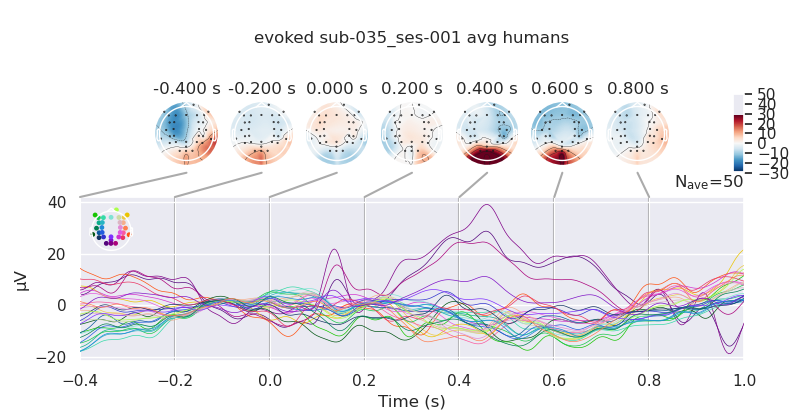 evoked sub-035_ses-001 avg humans
-0.400 s -0.200 s 0.000 s 0.200 s 0.400 s 0.600 s 0.800 s
50
40
30
20
10
0
−10
−20
−30
Nave=50
40
20
0
−20
μV
−0.4 −0.2 0.0 0.2 0.4 0.6 0.8 1.0
Time (s)